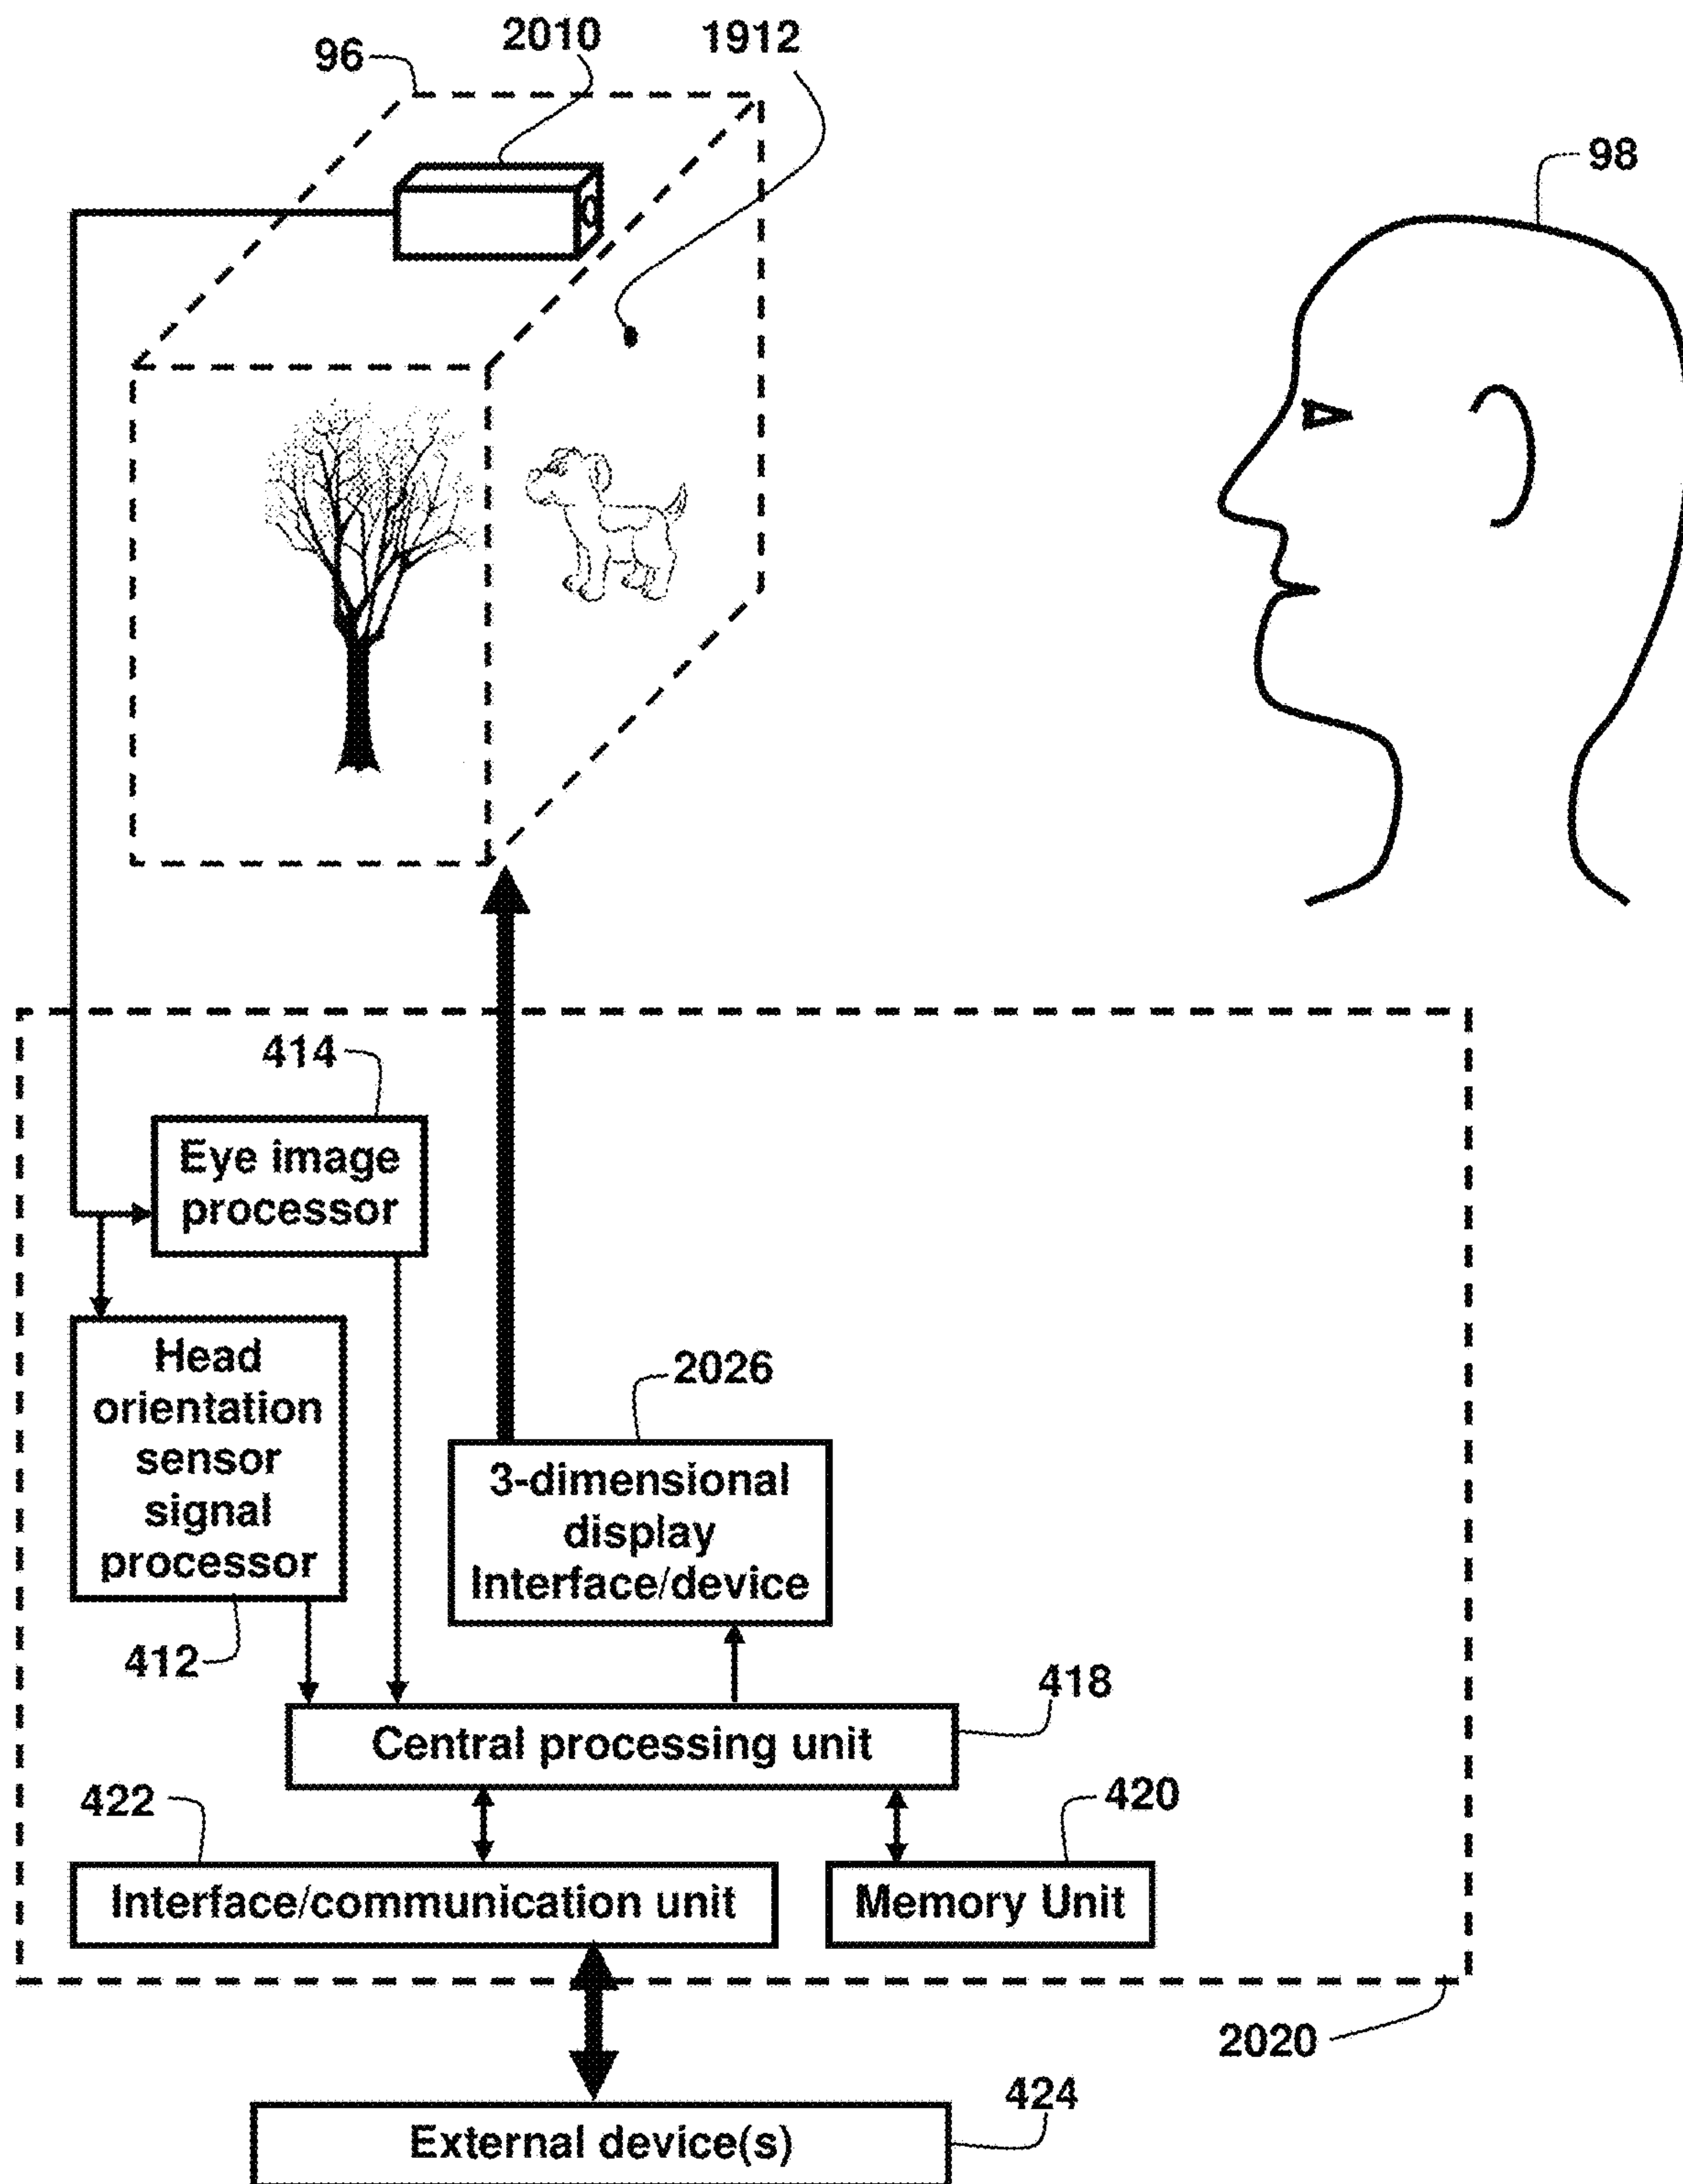 2010
1912
96
98
414
Eye image
processor
2026
Head
orientation
sensor
signal
processor
3-dimensional
display
Interface/device
412
418
Central processing unit
422
420
Interface/communication unit
Memory Unit
2020
424
External device(s)